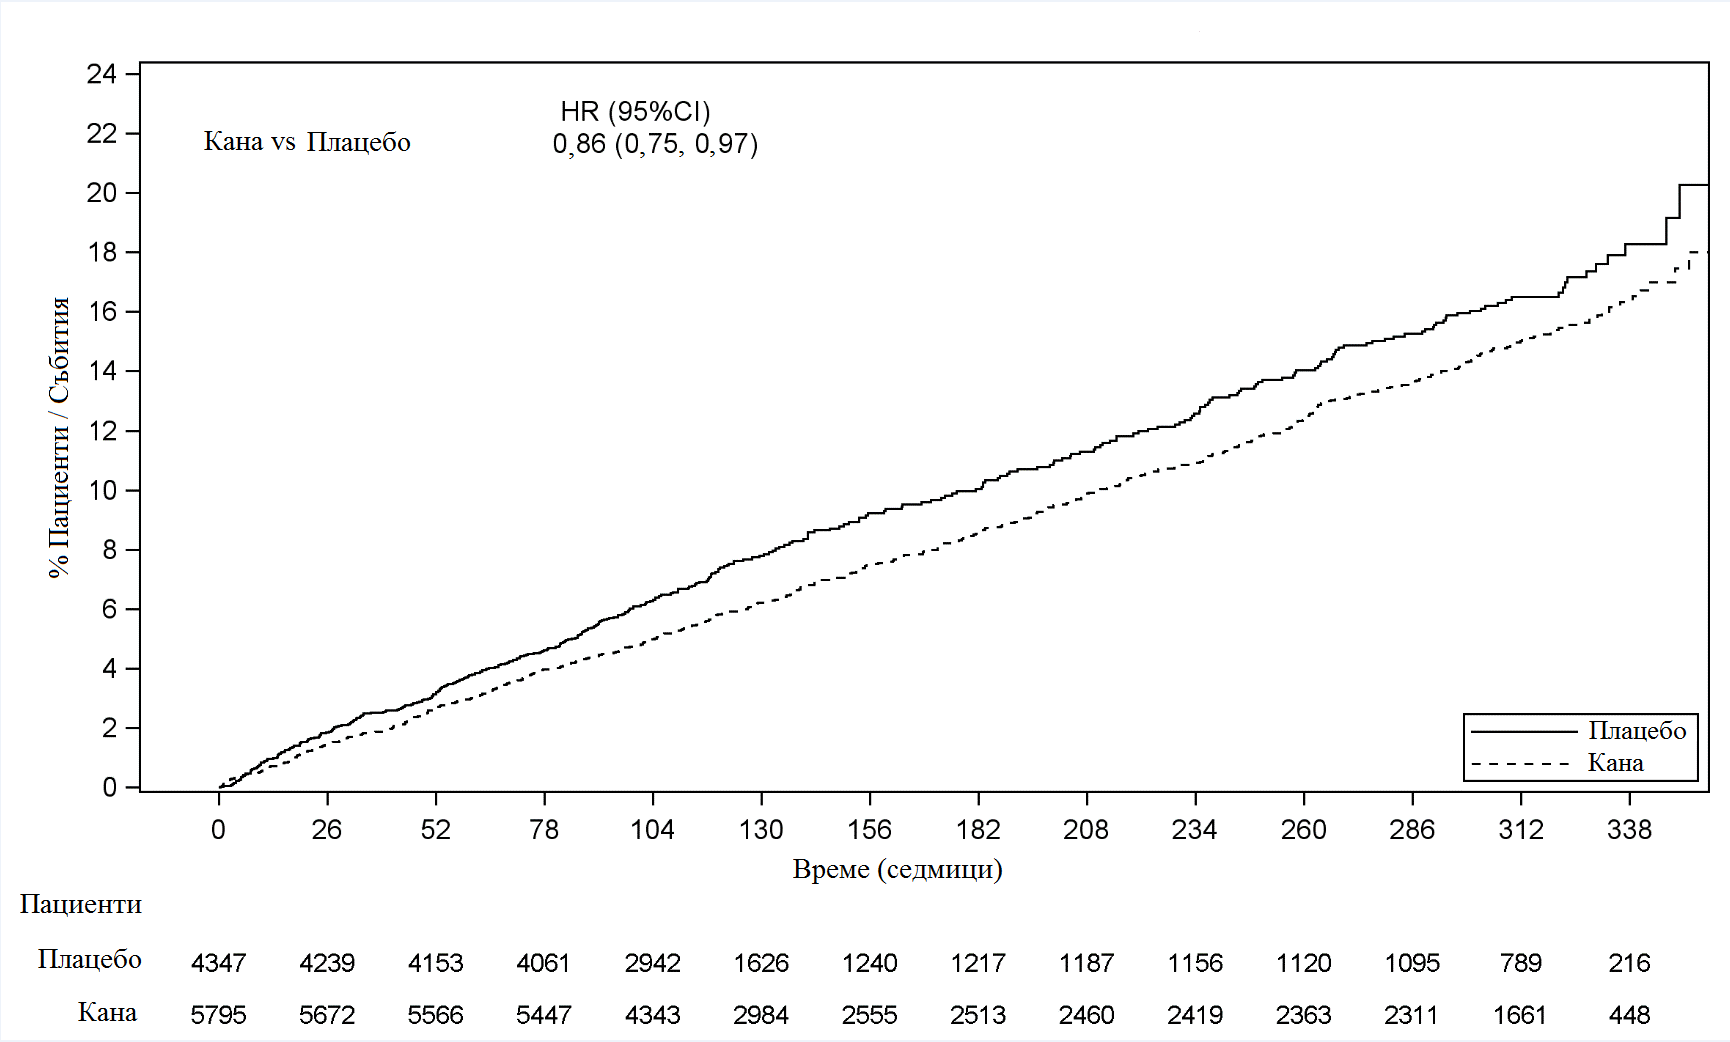 HR (95%CI)
Кана vs Плацебо 0,86 (0,75, 0,97)
24
22
20
18
16
14
12
10
8
6
4
2
0
% Пациенти / Събития
Плацебо
Кана
0 26 52 78 104 130 156 182 208 234 260 286 312 338
Време (седмици)
Пациенти
Плацебо 4347 4239 4153 4061 2942 1626 1240 1217 1187 1156 1120 1095 789 216
Кана 5795 5672 5566 5447 4343 2984 2555 2513 2460 2419 2363 2311 1661 448